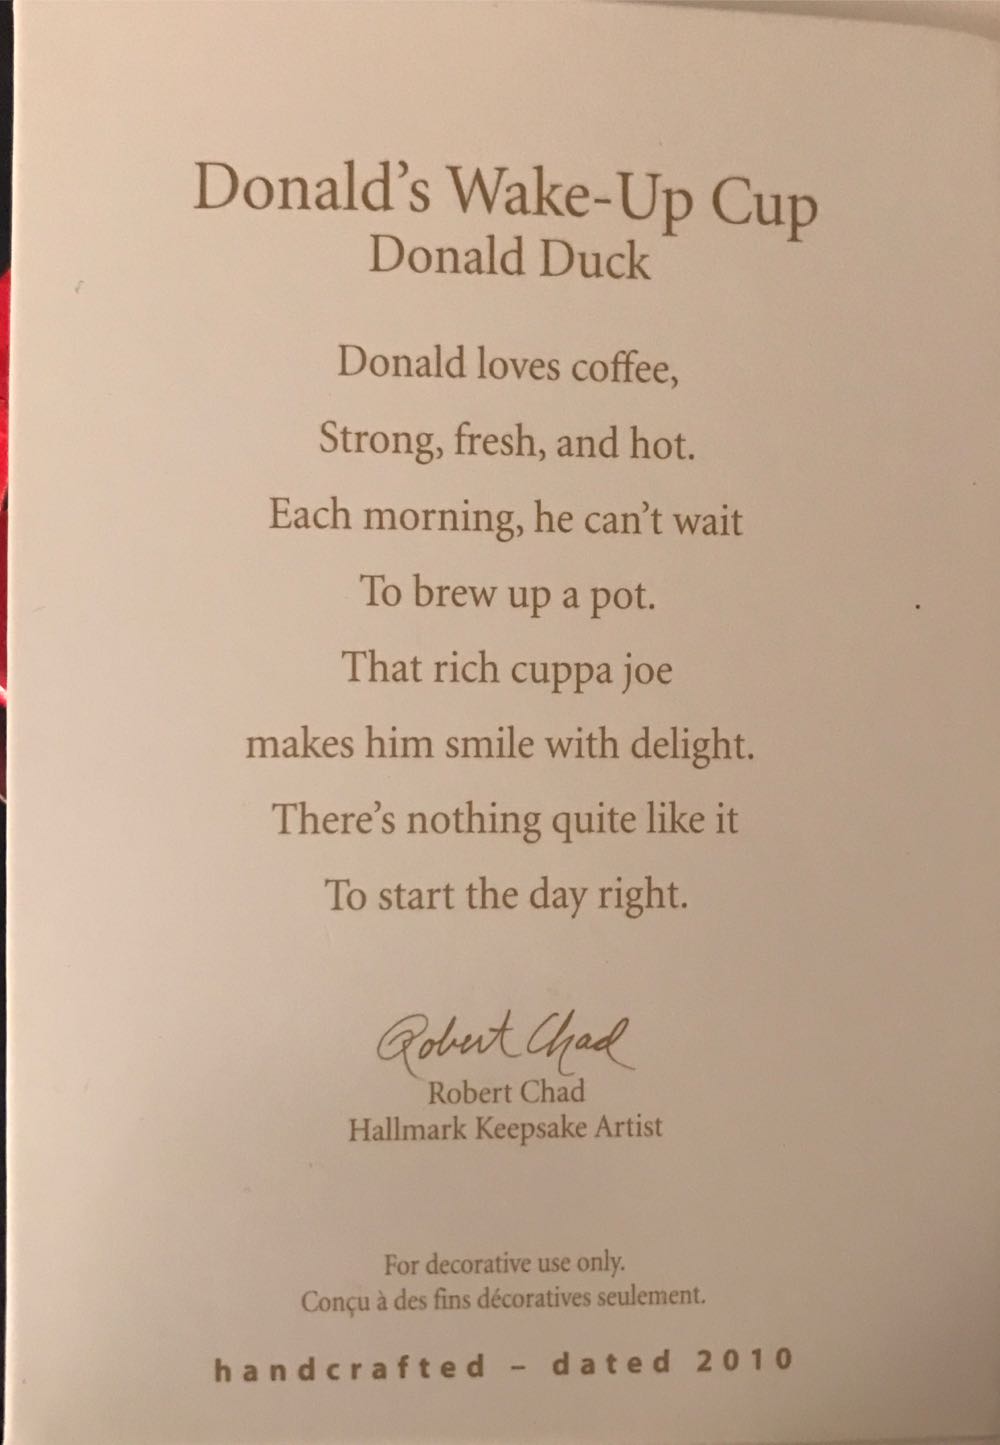 Donald’s Wake-Up Cup
Donald Duck
Donald loves coffee,
Strong, fresh, and hot.
Each morning, he can’t wait
To brew up a pot.
That rich cuppa joe
makes him smile with delight.
There’s nothing quite like it
To start the day right.
Robert Chad
Robert Chad
Hallmark Keepsake Artist
For decorative use only.
Conçu à des fins décoratives seulement.
handcrafted – dated 2010